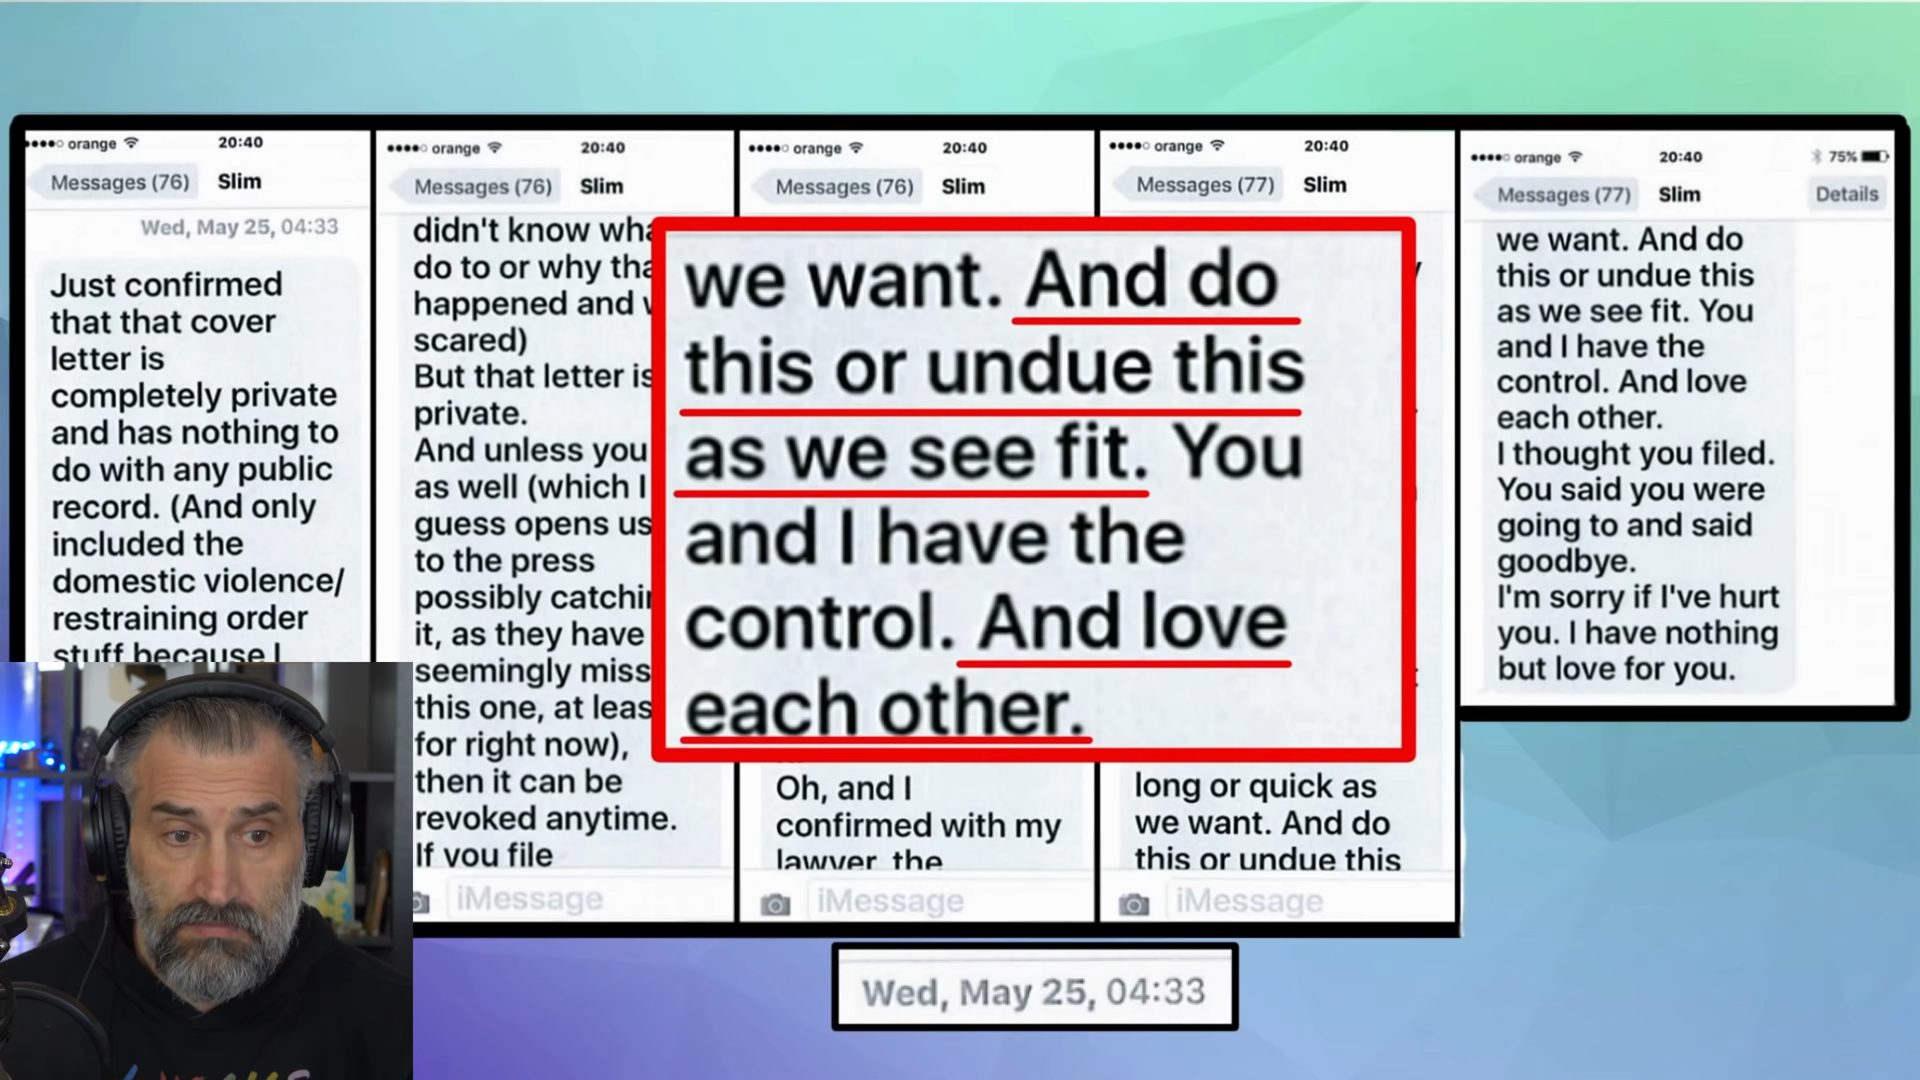 orange 20:40
Messages (76) Slim
Wed, May 25, 04:33
Just confirmed
that that cover
letter is
completely private
and has nothing to
do with any public
record. (And only
included the
domestic violence/
restraining order
stuff because I
orange 20:40
Messages (76) Slim
didn't know
do to or why
happened and
scared)
But that letter is
private.
And unless you
as well (which I
guess opens us
to the press
possibly
it, as they have
seemingly
this one, at
for right now),
then it can be
revoked anytime.
If you file
iMessage
orange 20:40
Messages (76) Slim
Oh, and I
confirmed with my
lawyer, the
iMessage
orange 20:40
Messages (77) Slim
long or quick as
we want. And do
this or undue this
iMessage
we want. And do
this or undue this
as we see fit. You
and I have the
control. And love
each other.
orange 20:40 75%
Messages (77) Slim Details
we want. And do
this or undue this
as we see fit. You
and I have the
control. And love
each other.
I thought you filed.
You said you were
going to and said
goodbye.
I'm sorry if I've hurt
you. I have nothing
but love for you.
Wed, May 25, 04:33